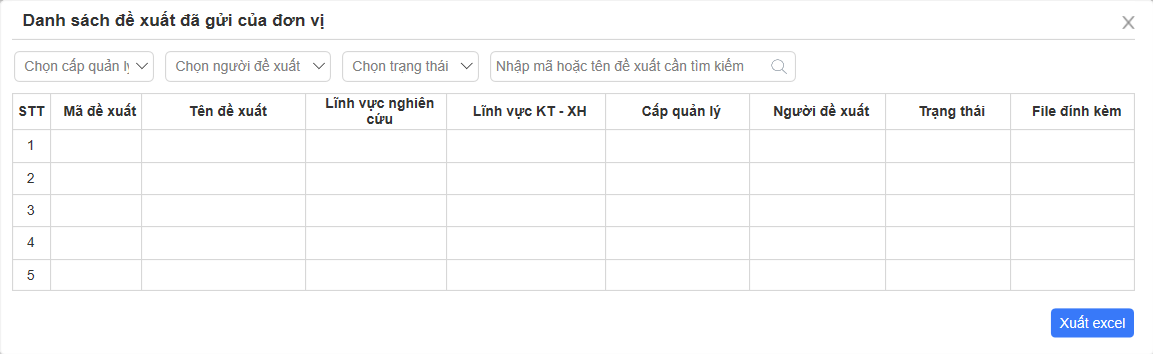 Danh sách đề xuất đã gửi của đơn vị
X
Chọn cấp quản lý Chọn người đề xuất Chọn trạng thái Nhập mã hoặc tên đề xuất cần tìm kiếm
STT Mã đề xuất Tên đề xuất Lĩnh vực nghiên cứu Lĩnh vực KT - XH Cấp quản lý Người đề xuất Trạng thái File đính kèm
1
2
3
4
5
Xuất excel